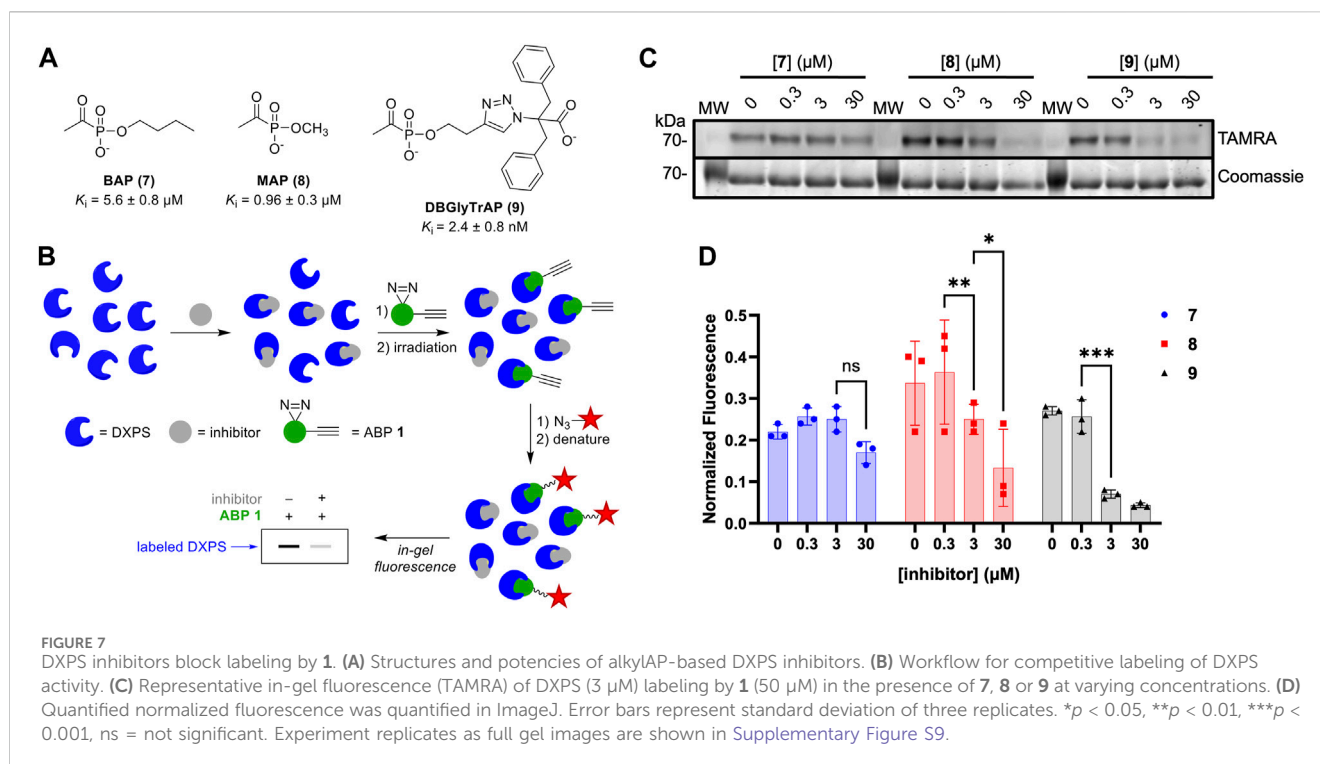 A
O
P
O
O
O-
BAP (7)
Ki = 5.6 ± 0.8 µM
O
P
OCH3
O
O-
MAP (8)
Ki = 0.96 ± 0.3 µM
O
P
O
O
O-
N=N
N
O
O-
DBGlyTrAP (9)
Ki = 2.4 ± 0.8 nM
B
N=N
1)
2) irradiation
= DXPS
= inhibitor
N=N
= ABP 1
1) N3
2) denature
inhibitor – +
ABP 1 + +
labeled DXPS
in-gel
fluorescence
C
[7] (µM) [8] (µM) [9] (µM)
MW 0 0.3 3 30 MW 0 0.3 3 30 MW 0 0.3 3 30
kDa
70- TAMRA
70- Coomassie
D
Normalized Fluorescence
0.5
0.4
0.3
0.2
0.1
0.0
ns
**
*
***
7
8
9
0 0.3 3 30 0 0.3 3 30 0 0.3 3 30
[inhibitor] (µM)
FIGURE 7
DXPS inhibitors block labeling by 1. (A) Structures and potencies of alkylAP-based DXPS inhibitors. (B) Workflow for competitive labeling of DXPS
activity. (C) Representative in-gel fluorescence (TAMRA) of DXPS (3 µM) labeling by 1 (50 µM) in the presence of 7, 8 or 9 at varying concentrations. (D)
Quantified normalized fluorescence was quantified in ImageJ. Error bars represent standard deviation of three replicates. *p < 0.05, **p < 0.01, ***p <
0.001, ns = not significant. Experiment replicates as full gel images are shown in Supplementary Figure S9.